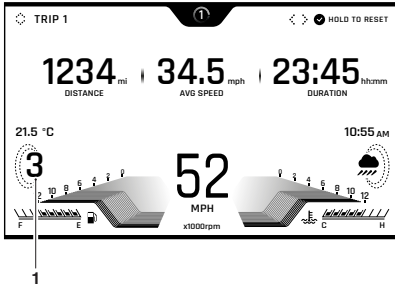 TRIP 1
1
HOLD TO RESET
1234 mi
34.5 mph
23:45 hh:mm
DISTANCE
AVG SPEED
DURATION
21.5 °C
10:55 AM
3
52
MPH
x1000rpm
12 10 8 6 4 2 0
0 2 4 6 8 10 12
F E
C H
1